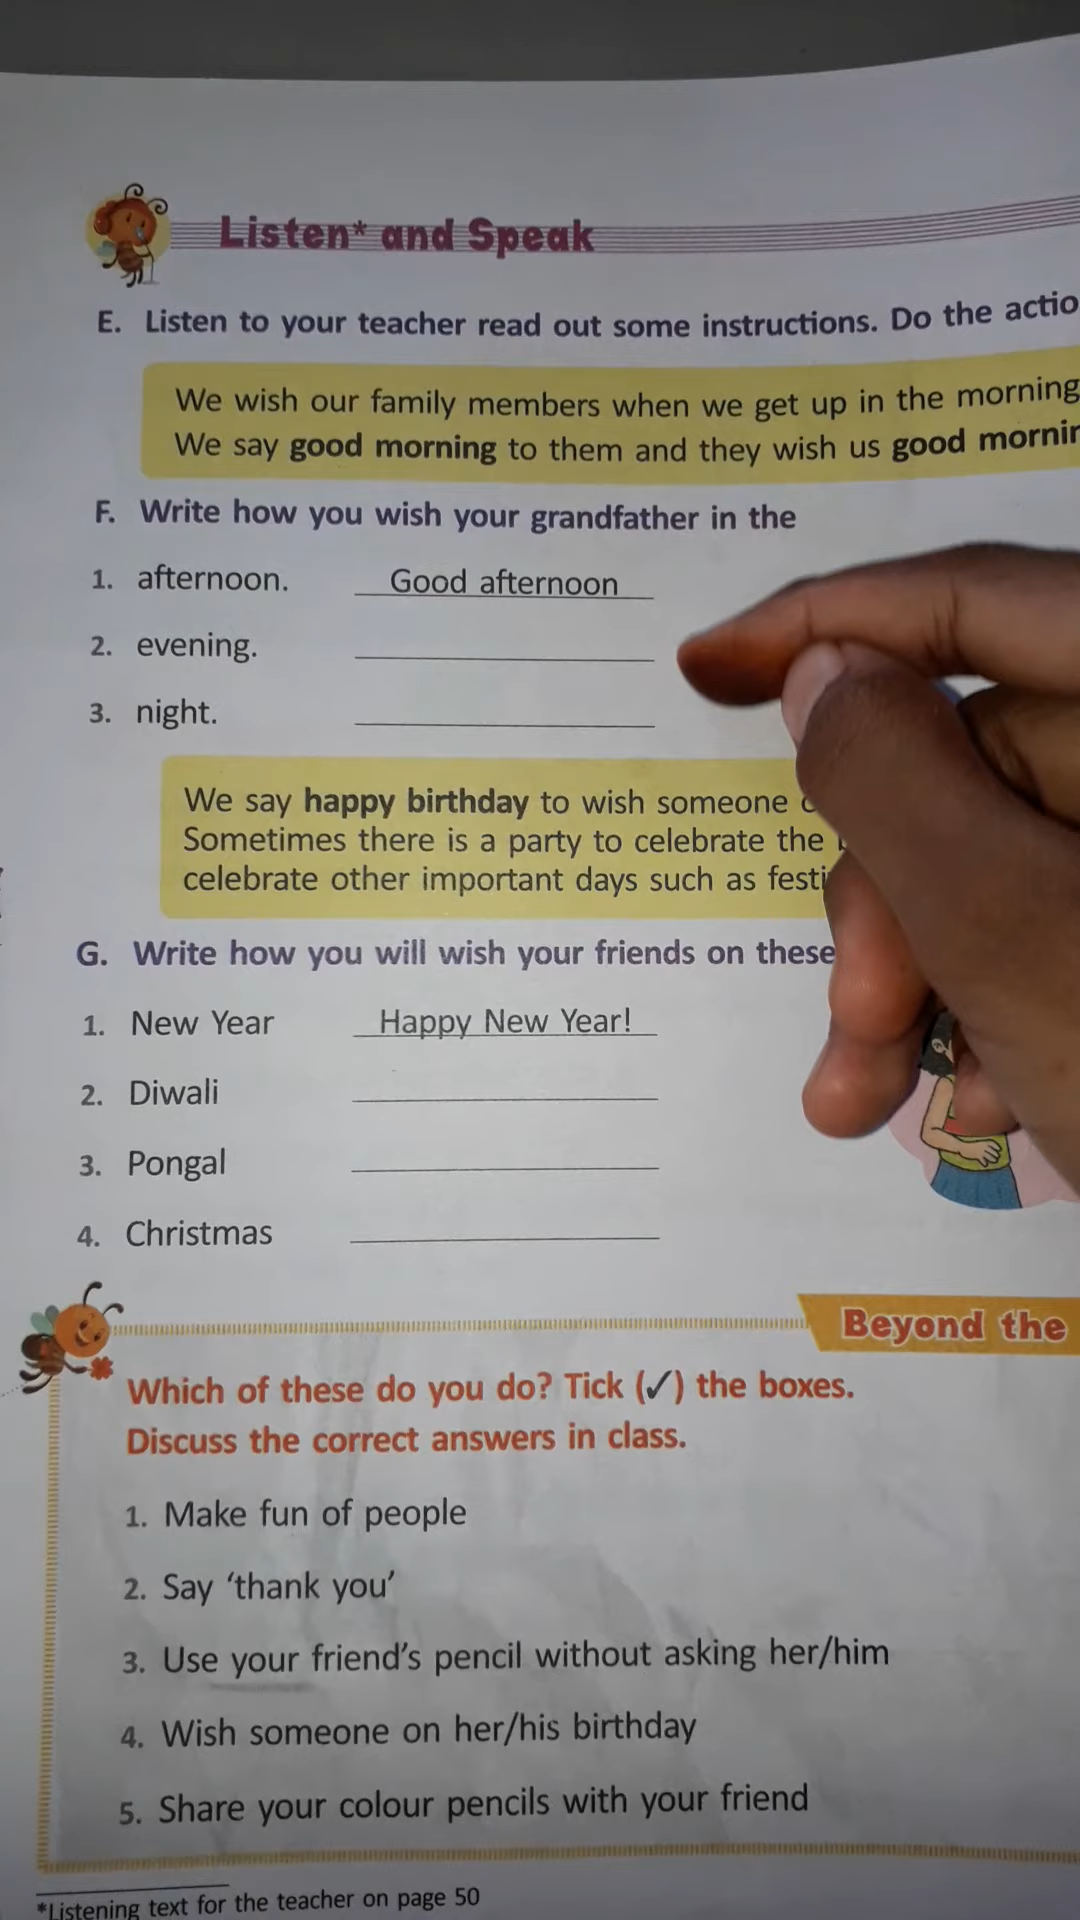 Listen* and Speak
E. Listen to your teacher read out some instructions. Do the actio
We wish our family members when we get up in the morning
We say good morning to them and they wish us good mornin
F. Write how you wish your grandfather in the
1. afternoon. Good afternoon
2. evening.
3. night.
We say happy birthday to wish someone
Sometimes there is a party to celebrate the
celebrate other important days such as festi
G. Write how you will wish your friends on these
1. New Year Happy New Year!
2. Diwali
3. Pongal
4. Christmas
Beyond the
Which of these do you do? Tick (✓) the boxes.
Discuss the correct answers in class.
1. Make fun of people
2. Say ‘thank you’
3. Use your friend’s pencil without asking her/him
4. Wish someone on her/his birthday
5. Share your colour pencils with your friend
*Listening text for the teacher on page 50